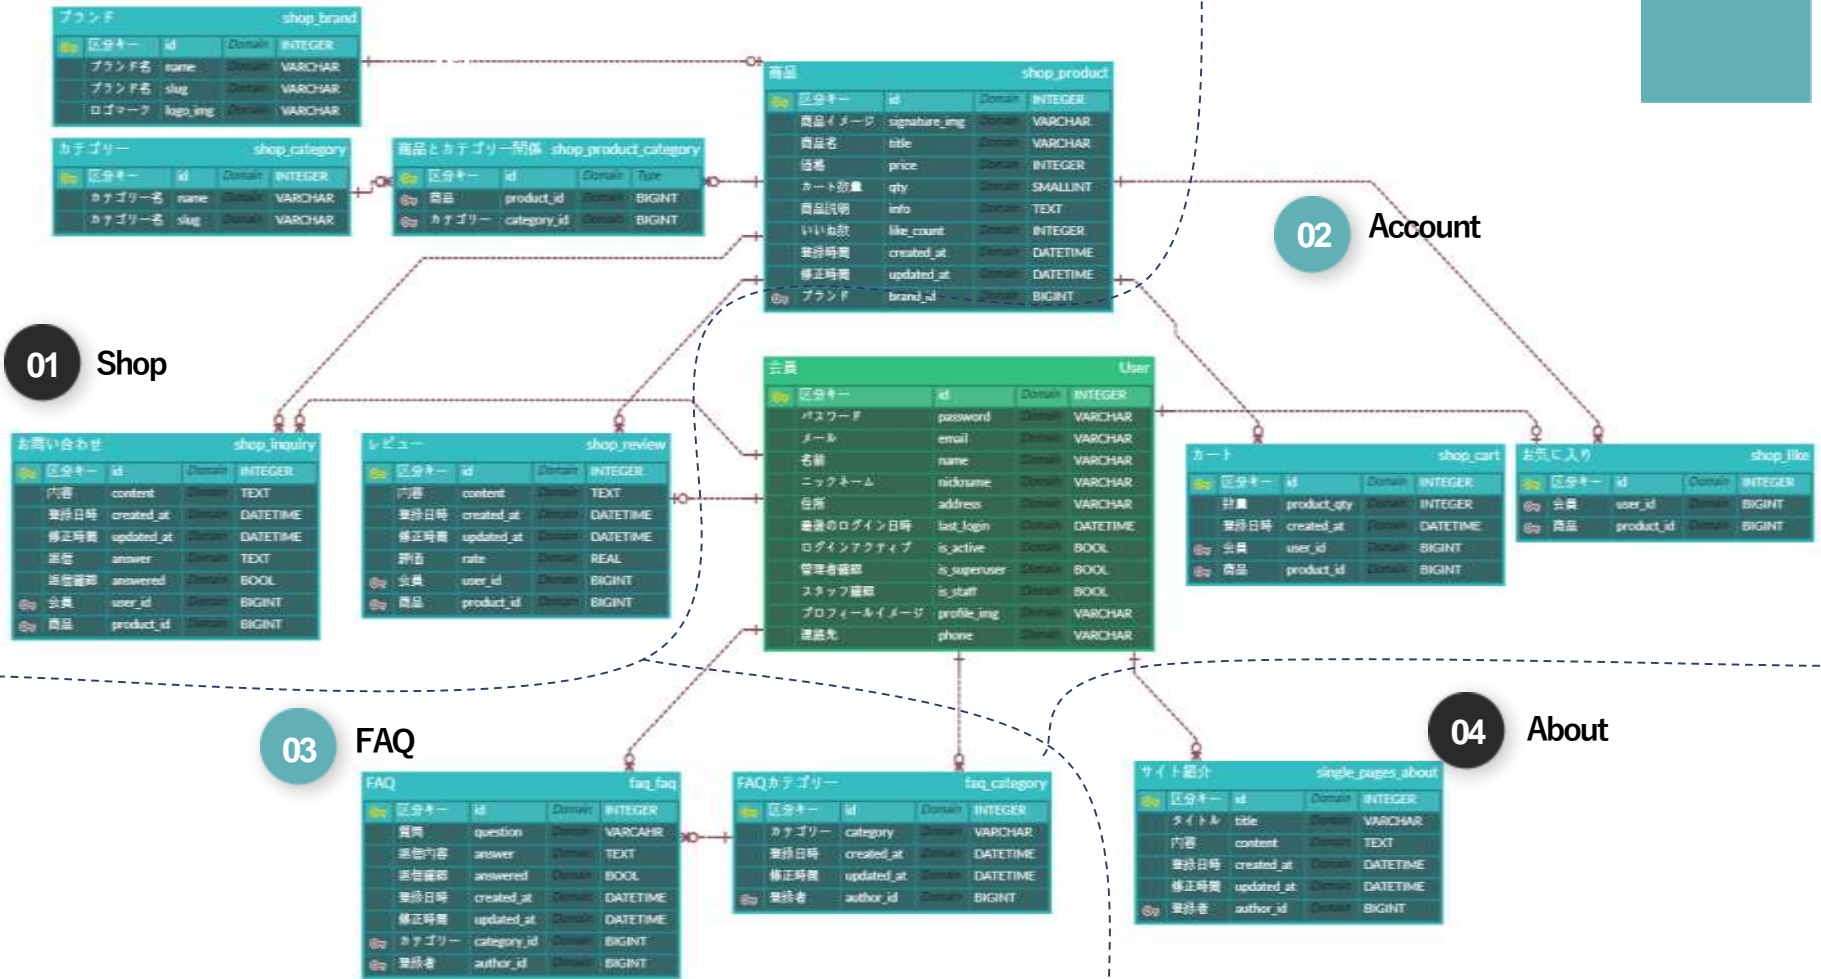 ブランド shop_brand
区分キー id Domain INTEGER
ブランド名 name Domain VARCHAR
ブランド名 slug Domain VARCHAR
ロゴマーク logo_img Domain VARCHAR
カテゴリー shop_category
区分キー id Domain INTEGER
カテゴリー名 name Domain VARCHAR
カテゴリー名 slug Domain VARCHAR
商品とカテゴリー関係 shop_product_category
区分キー id Domain Type
商品 product_id Domain BIGINT
カテゴリー category_id Domain BIGINT
商品 shop_product
区分キー id Domain INTEGER
商品イメージ signature_img Domain VARCHAR
商品名 title Domain VARCHAR
価格 price Domain INTEGER
カート数量 qty Domain SMALLINT
商品説明 info Domain TEXT
いいね数 like_count Domain INTEGER
登録時間 created_at Domain DATETIME
修正時間 updated_at Domain DATETIME
ブランド brand_id Domain BIGINT
02 Account
01 Shop
お問い合わせ shop_inquiry
区分キー id Domain INTEGER
内容 content Domain TEXT
登録日時 created_at Domain DATETIME
修正時間 updated_at Domain DATETIME
返信 answer Domain TEXT
返信確認 answered Domain BOOL
会員 user_id Domain BIGINT
商品 product_id Domain BIGINT
レビュー shop_review
区分キー id Domain INTEGER
内容 content Domain TEXT
登録日時 created_at Domain DATETIME
修正時間 updated_at Domain DATETIME
評価 rate Domain REAL
会員 user_id Domain BIGINT
商品 product_id Domain BIGINT
会員 User
区分キー id Domain INTEGER
パスワード password Domain VARCHAR
メール email Domain VARCHAR
名前 name Domain VARCHAR
ニックネーム nickname Domain VARCHAR
住所 address Domain VARCHAR
最後のログイン日時 last_login Domain DATETIME
ログインアクティブ is_active Domain BOOL
管理者確認 is_superuser Domain BOOL
スタッフ確認 is_staff Domain BOOL
プロフィールイメージ profile_img Domain VARCHAR
連絡先 phone Domain VARCHAR
カート shop_cart
区分キー id Domain INTEGER
数量 product_qty Domain INTEGER
登録日時 created_at Domain DATETIME
会員 user_id Domain BIGINT
商品 product_id Domain BIGINT
お気に入り shop_like
区分キー id Domain INTEGER
会員 user_id Domain BIGINT
商品 product_id Domain BIGINT
03 FAQ
FAQ faq_faq
区分キー id Domain INTEGER
質問 question Domain VARCAHR
返信内容 answer Domain TEXT
返信確認 answered Domain BOOL
登録日時 created_at Domain DATETIME
修正時間 updated_at Domain DATETIME
カテゴリー category_id Domain BIGINT
登録者 author_id Domain BIGINT
FAQカテゴリー faq_category
区分キー id Domain INTEGER
カテゴリー category Domain VARCHAR
登録日時 created_at Domain DATETIME
修正時間 updated_at Domain DATETIME
登録者 author_id Domain BIGINT
04 About
サイト紹介 single_pages_about
区分キー id Domain INTEGER
タイトル title Domain VARCHAR
内容 content Domain TEXT
登録日時 created_at Domain DATETIME
修正時間 updated_at Domain DATETIME
登録者 author_id Domain BIGINT